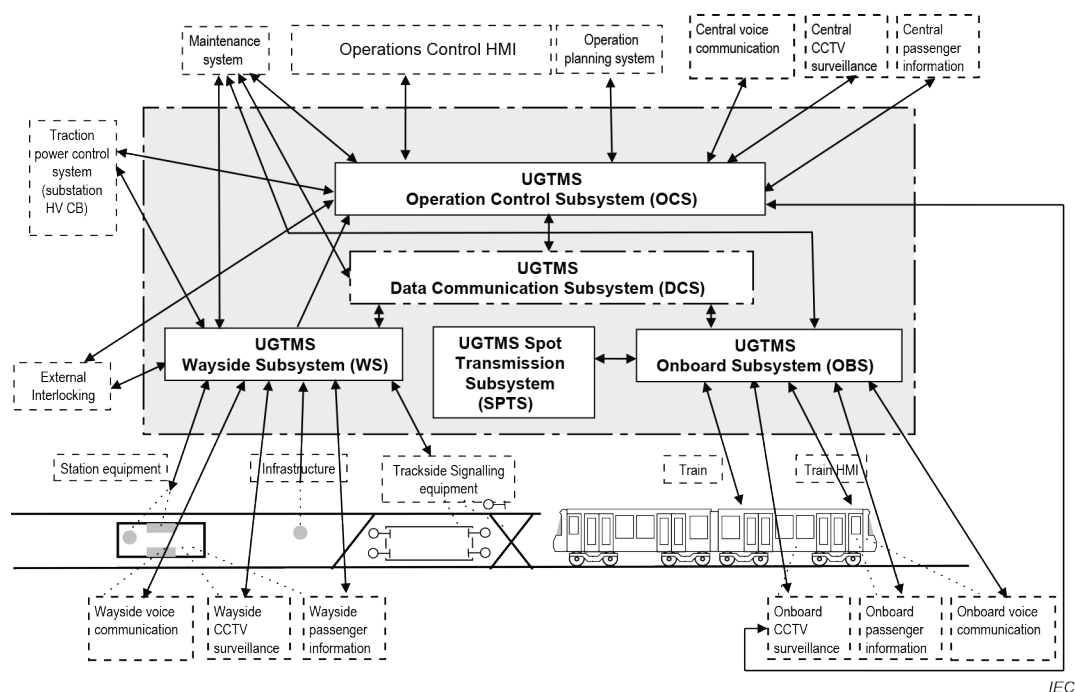 Maintenance
system
Operations Control HMI
Operation
planning system
Central voice
communication
Central
CCTV
surveillance
Central
passenger
information
Traction
power control
system
(substation
HV CB)
UGTMS
Operation Control Subsystem (OCS)
UGTMS
Data Communication Subsystem (DCS)
UGTMS
Wayside Subsystem (WS)
UGTMS Spot
Transmission
Subsystem
(SPTS)
UGTMS
Onboard Subsystem (OBS)
External
Interlocking
Station equipment
Infrastructure
Trackside Signalling
equipment
Train
Train HMI
Wayside voice
communication
Wayside
CCTV
surveillance
Wayside
passenger
information
Onboard
CCTV
surveillance
Onboard
passenger
information
Onboard voice
communication
IEC